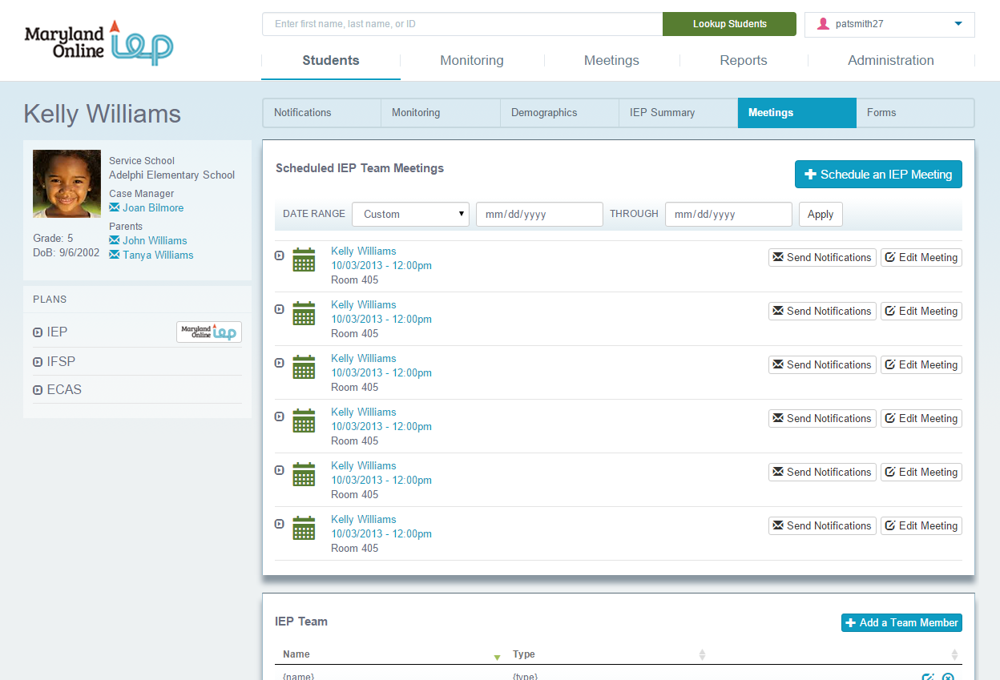 Maryland
Online iep
Enter first name, last name, or ID
Lookup Students
patsmith27
Students
Monitoring
Meetings
Reports
Administration
Kelly Williams
Notifications
Monitoring
Demographics
IEP Summary
Meetings
Forms
Service School
Adelphi Elementary School
Case Manager
Joan Bilmore
Parents
John Williams
Tanya Williams
Grade: 5
DoB: 9/6/2002
PLANS
IEP
Maryland
Online iep
IFSP
ECAS
Scheduled IEP Team Meetings
Schedule an IEP Meeting
DATE RANGE
Custom
mm/dd/yyyy
THROUGH
mm/dd/yyyy
Apply
Kelly Williams
10/03/2013 - 12:00pm
Room 405
Send Notifications
Edit Meeting
Kelly Williams
10/03/2013 - 12:00pm
Room 405
Send Notifications
Edit Meeting
Kelly Williams
10/03/2013 - 12:00pm
Room 405
Send Notifications
Edit Meeting
Kelly Williams
10/03/2013 - 12:00pm
Room 405
Send Notifications
Edit Meeting
Kelly Williams
10/03/2013 - 12:00pm
Room 405
Send Notifications
Edit Meeting
Kelly Williams
10/03/2013 - 12:00pm
Room 405
Send Notifications
Edit Meeting
IEP Team
Add a Team Member
Name
Type
{name}
{type}